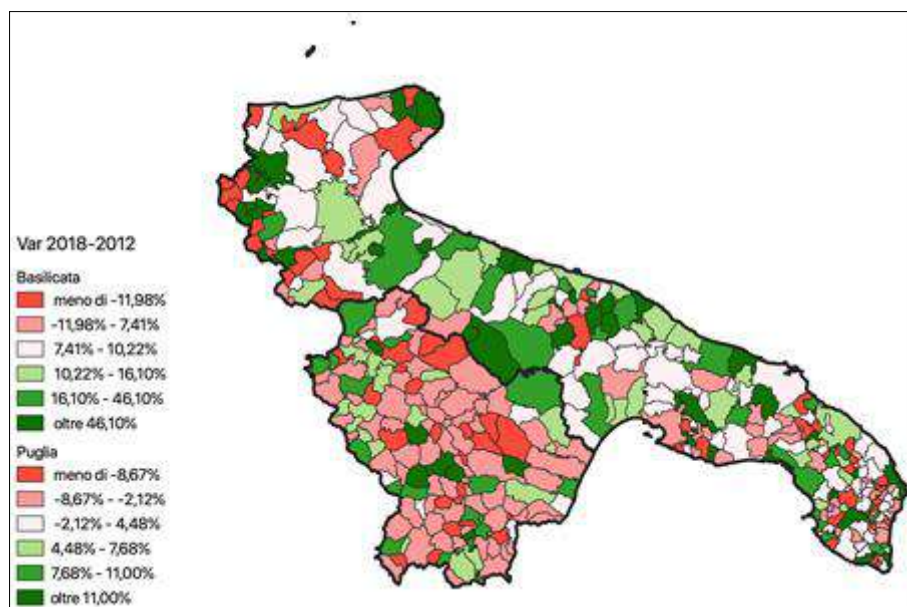 Var 2018-2012
Basilicata
meno di -11,98%
-11,98% - 7,41%
7,41% - 10,22%
10,22% - 16,10%
16,10% - 46,10%
oltre 46,10%
Puglia
meno di -8,67%
-8,67% - -2,12%
-2,12% - 4,48%
4,48% - 7,68%
7,68% - 11,00%
oltre 11,00%